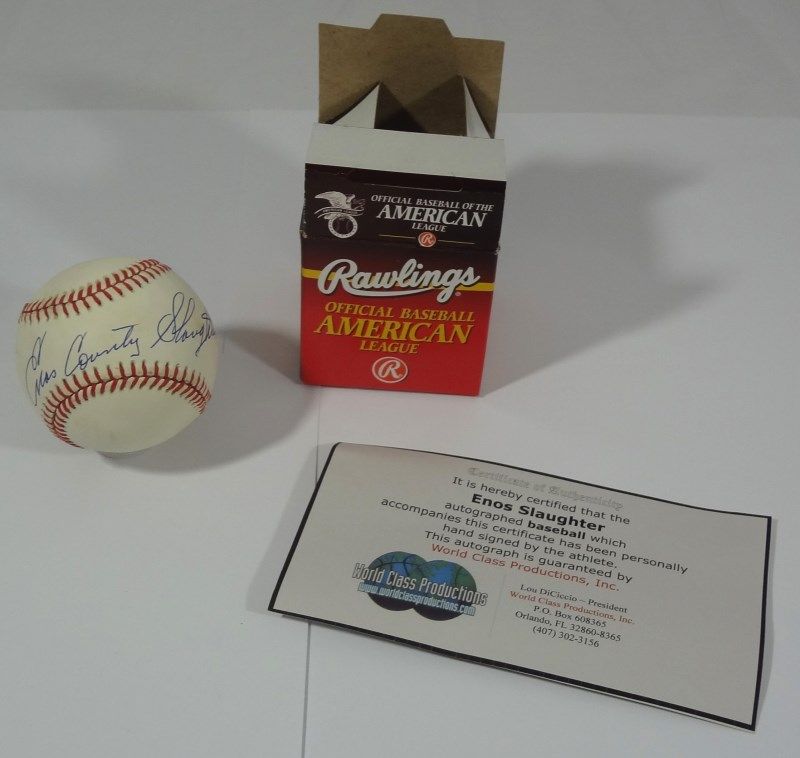 Enos Country Slaughter
OFFICIAL BASEBALL OF THE
AMERICAN
LEAGUE
R
Rawlings
OFFICIAL BASEBALL
AMERICAN
LEAGUE
R
Certificate of Authenticity
It is hereby certified that the
Enos Slaughter
autographed baseball which
accompanies this certificate has been personally
hand signed by the athlete.
This autograph is guaranteed by
World Class Productions, Inc.
World Class Productions
www.worldclassproductions.com
Lou DiCiccio – President
World Class Productions, Inc.
P.O. Box 608365
Orlando, FL 32860-8365
(407) 302-3156